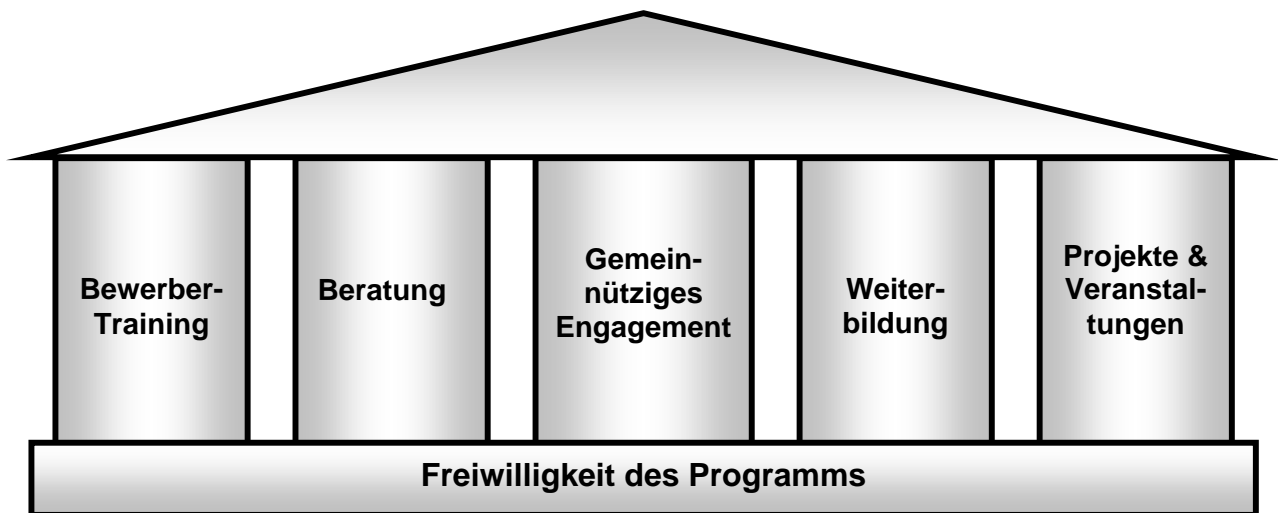 Bewerber-
Training
Beratung
Gemein-
nütziges
Engagement
Weiter-
bildung
Projekte &
Veranstal-
tungen
Freiwilligkeit des Programms